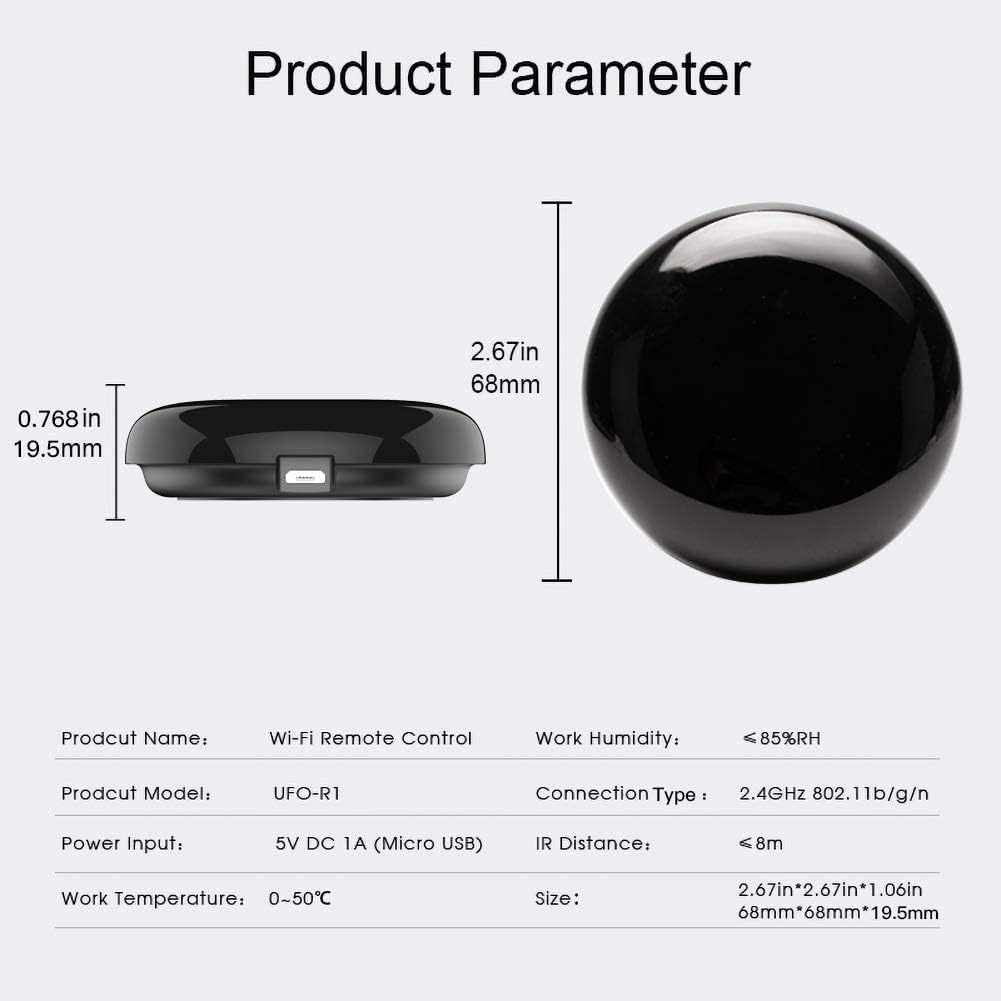 Product Parameter
2.67in
68mm
0.768in
19.5mm
Prodcut Name: Wi-Fi Remote Control Work Humidity: ≤85%RH
Prodcut Model: UFO-R1 Connection Type : 2.4GHz 802.11b/g/n
Power Input: 5V DC 1A (Micro USB) IR Distance: ≤8m
Work Temperature: 0~50℃ Size: 2.67in*2.67in*1.06in
68mm*68mm*19.5mm